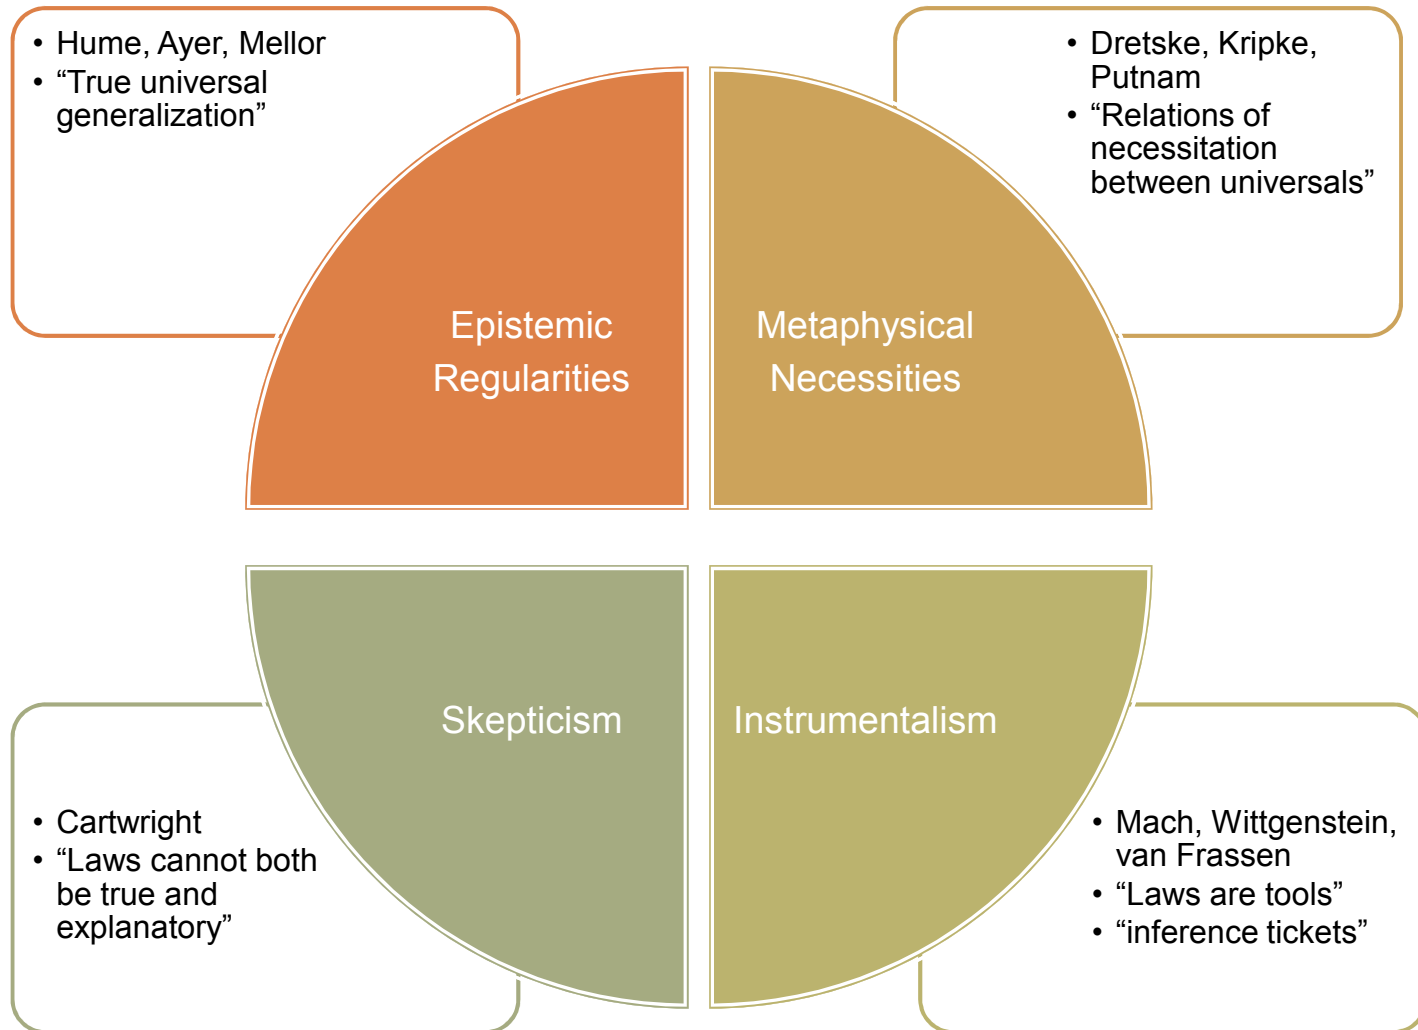 • Hume, Ayer, Mellor
• “True universal
generalization”
• Dretske, Kripke,
Putnam
• “Relations of
necessitation
between universals”
Epistemic
Regularities
Metaphysical
Necessities
Skepticism
Instrumentalism
• Cartwright
• “Laws cannot both
be true and
explanatory”
• Mach, Wittgenstein,
van Frassen
• “Laws are tools”
• “inference tickets”